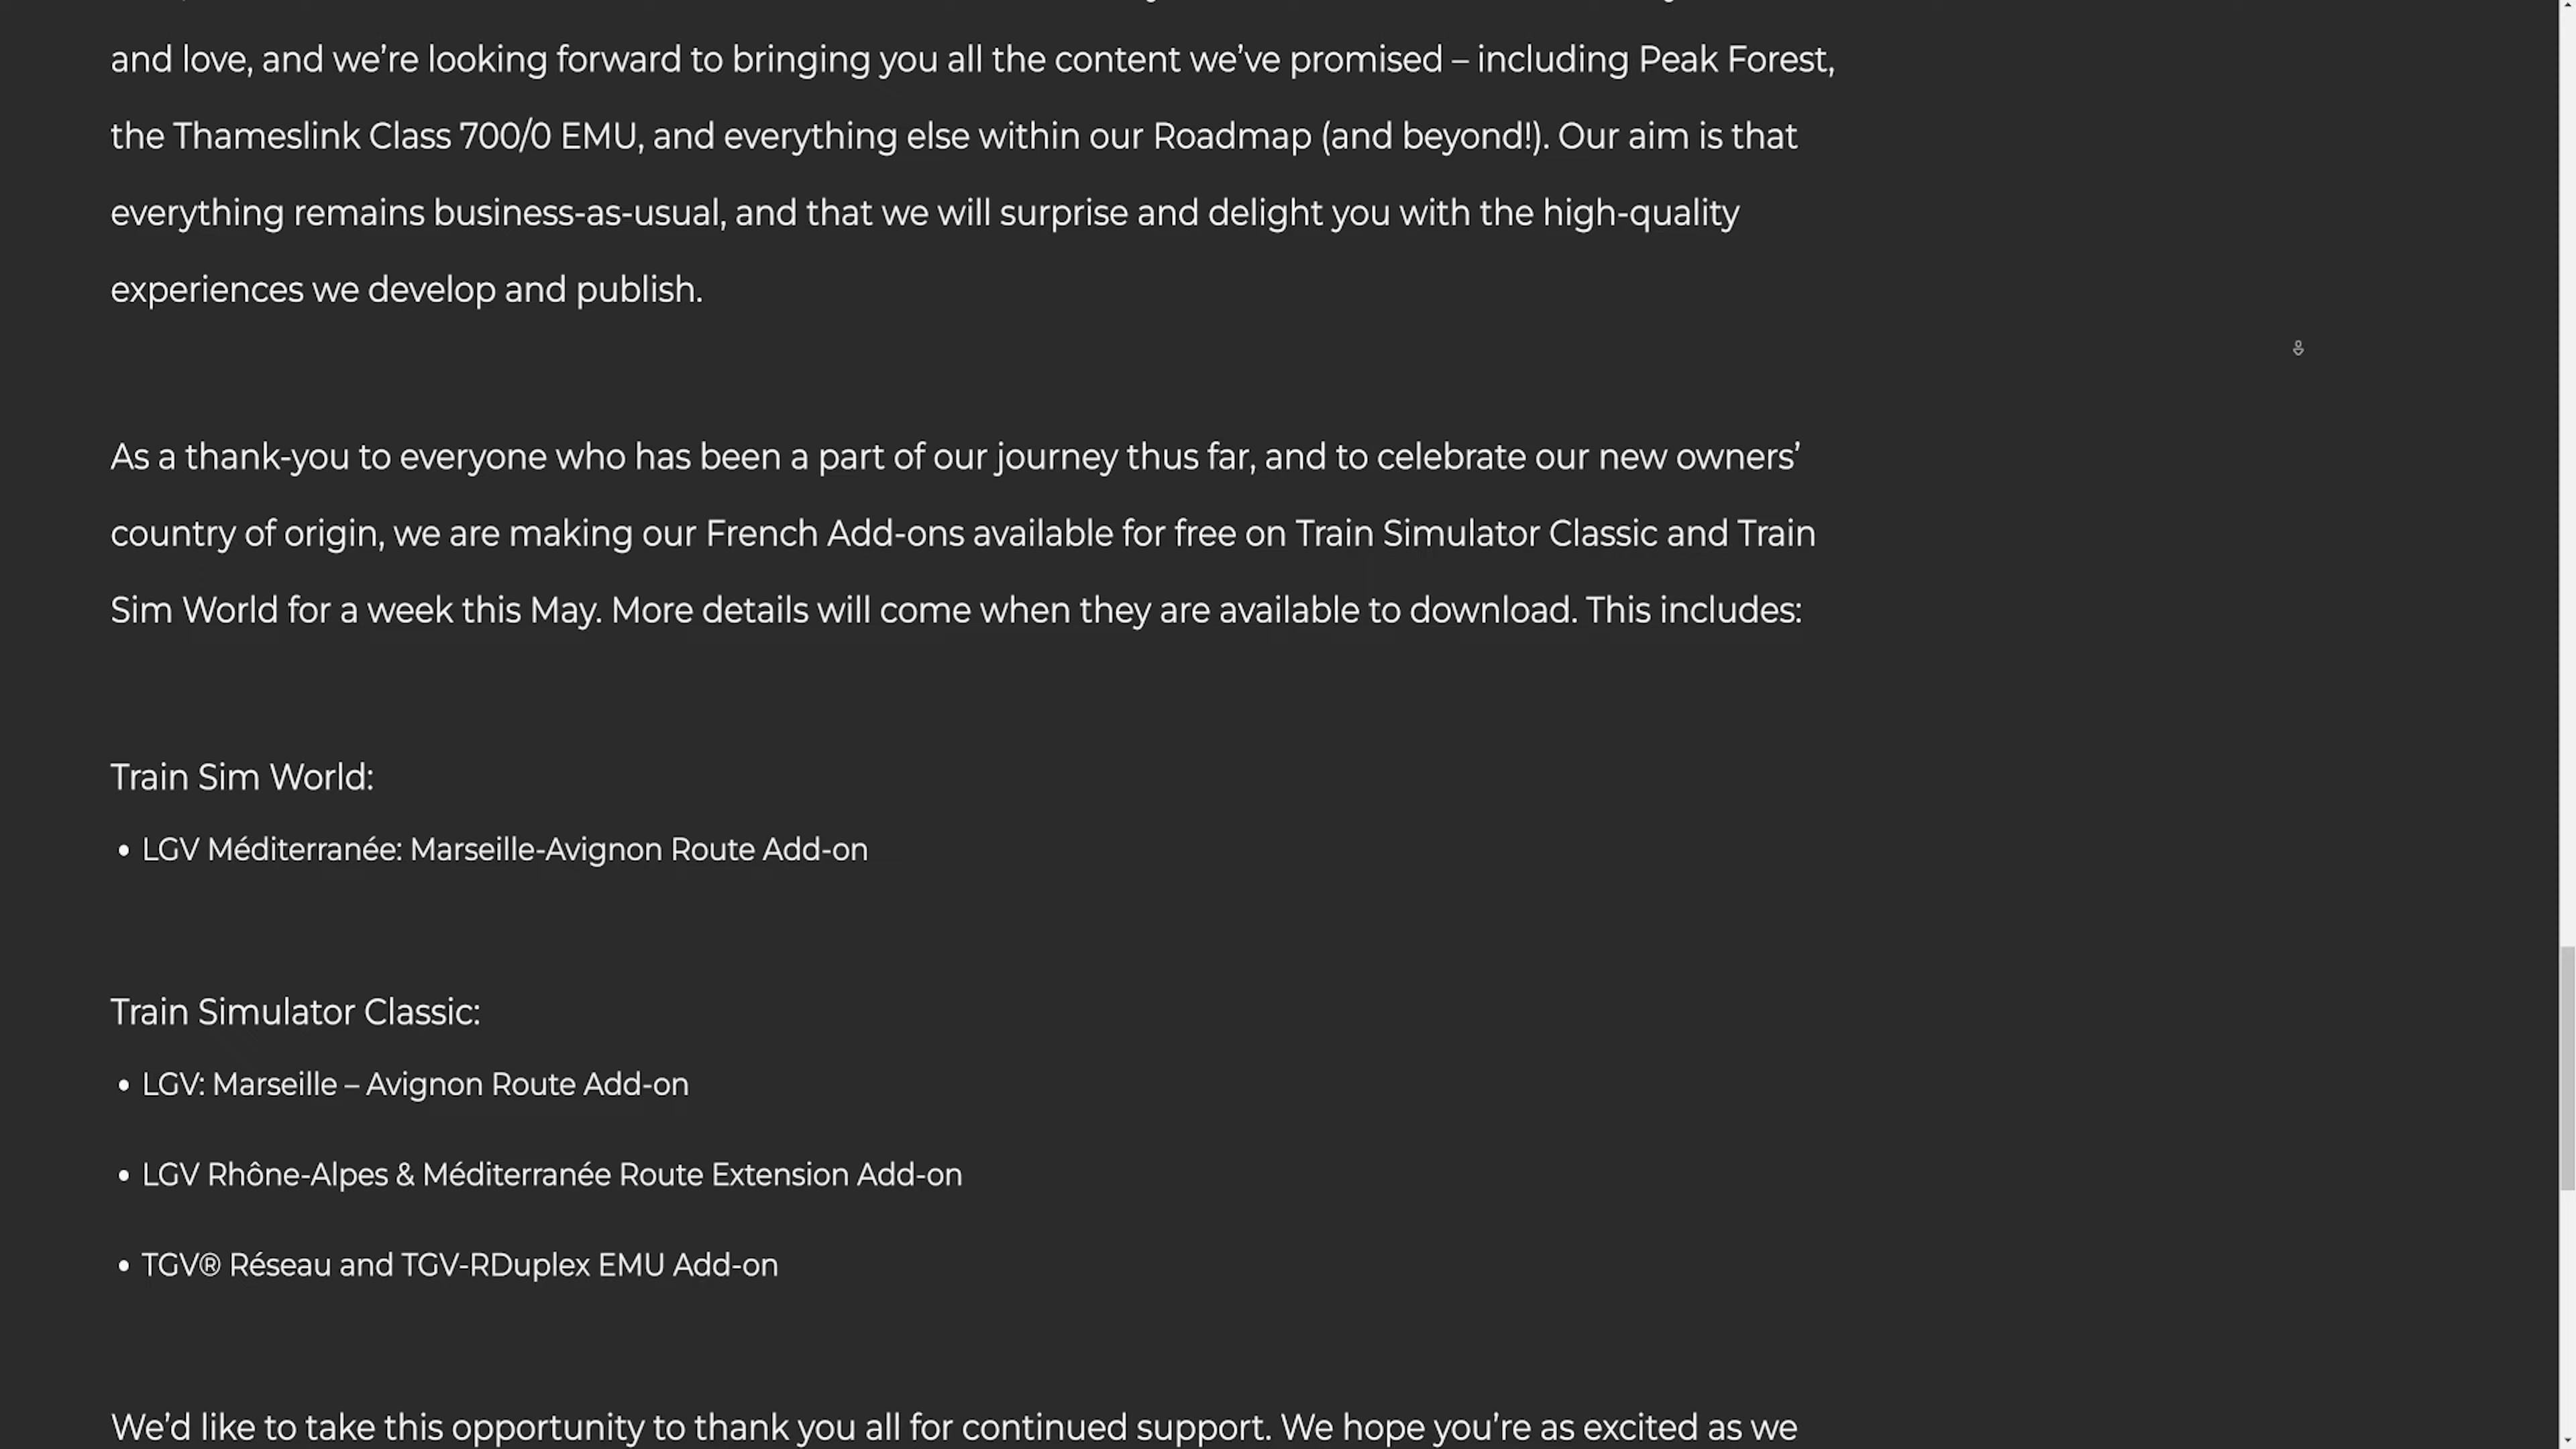 and love, and we’re looking forward to bringing you all the content we’ve promised – including Peak Forest,
the Thameslink Class 700/0 EMU, and everything else within our Roadmap (and beyond!). Our aim is that
everything remains business-as-usual, and that we will surprise and delight you with the high-quality
experiences we develop and publish.
As a thank-you to everyone who has been a part of our journey thus far, and to celebrate our new owners’
country of origin, we are making our French Add-ons available for free on Train Simulator Classic and Train
Sim World for a week this May. More details will come when they are available to download. This includes:
Train Sim World:
• LGV Méditerranée: Marseille-Avignon Route Add-on
Train Simulator Classic:
• LGV: Marseille – Avignon Route Add-on
• LGV Rhône-Alpes & Méditerranée Route Extension Add-on
• TGV® Réseau and TGV-RDuplex EMU Add-on
We’d like to take this opportunity to thank you all for continued support. We hope you’re as excited as we